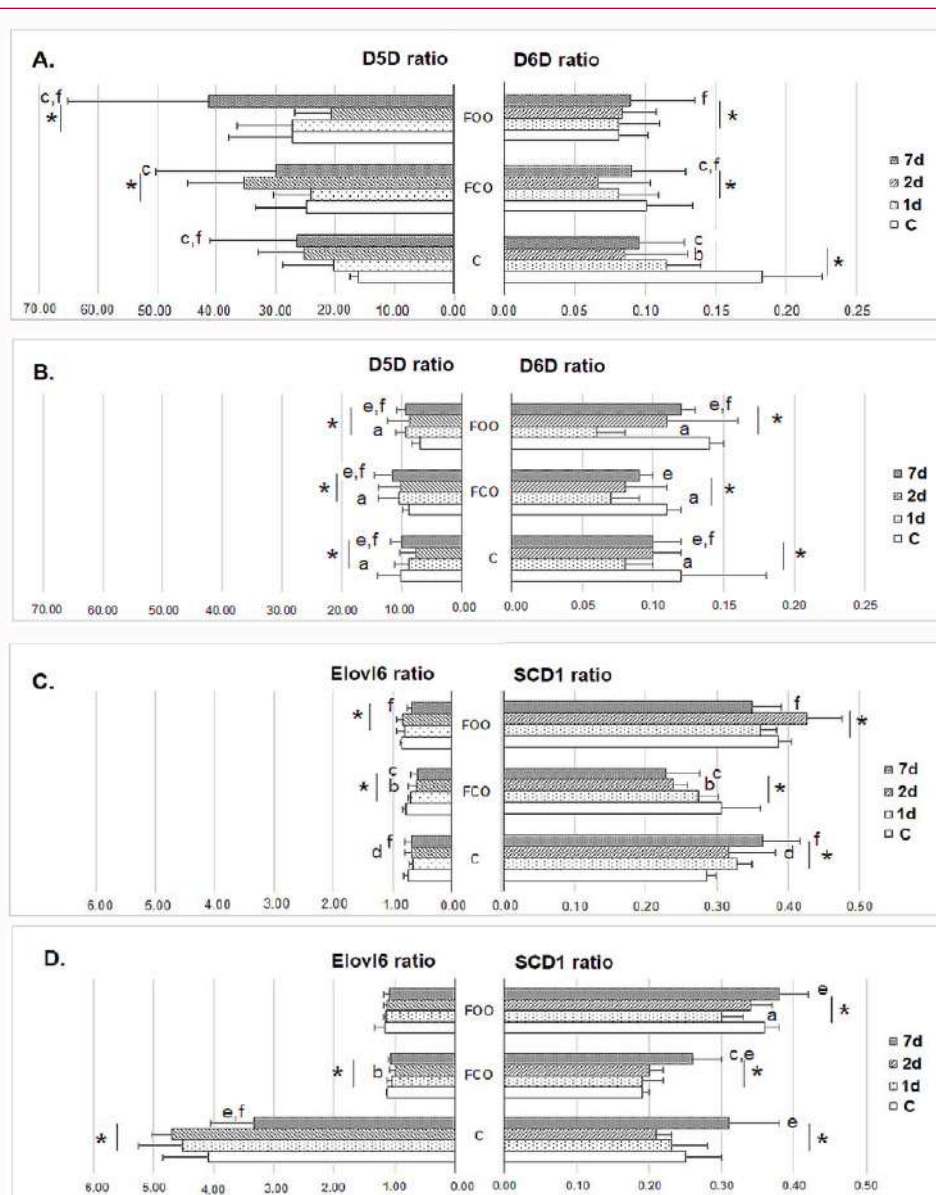 A.
D5D ratio D6D ratio
c,f
*
FOO
f
*
c
*
FCO
c,f
*
c,f
C
c
b
*
7d
2d
1d
C
70.00 60.00 50.00 40.00 30.00 20.00 10.00 0.00 0.00 0.05 0.10 0.15 0.20 0.25
B.
D5D ratio D6D ratio
e,f
*
a
FOO
e,f
a
*
e,f
*
a
FCO
e
a
*
e,f
*
a
C
e,f
a
*
7d
2d
1d
C
70.00 60.00 50.00 40.00 30.00 20.00 10.00 0.00 0.00 0.05 0.10 0.15 0.20 0.25
C.
Elovl6 ratio SCD1 ratio
f
*
FOO
f
*
c
*
b
FCO
c
b
*
f
d
C
f
d
*
7d
2d
1d
C
6.00 5.00 4.00 3.00 2.00 1.00 0.00 0.00 0.10 0.20 0.30 0.40 0.50
D.
Elovl6 ratio SCD1 ratio
FOO
e
a
*
*
b
FCO
c,e
*
e,f
*
C
e
*
7d
2d
1d
C
6.00 5.00 4.00 3.00 2.00 1.00 0.00 0.00 0.10 0.20 0.30 0.40 0.50